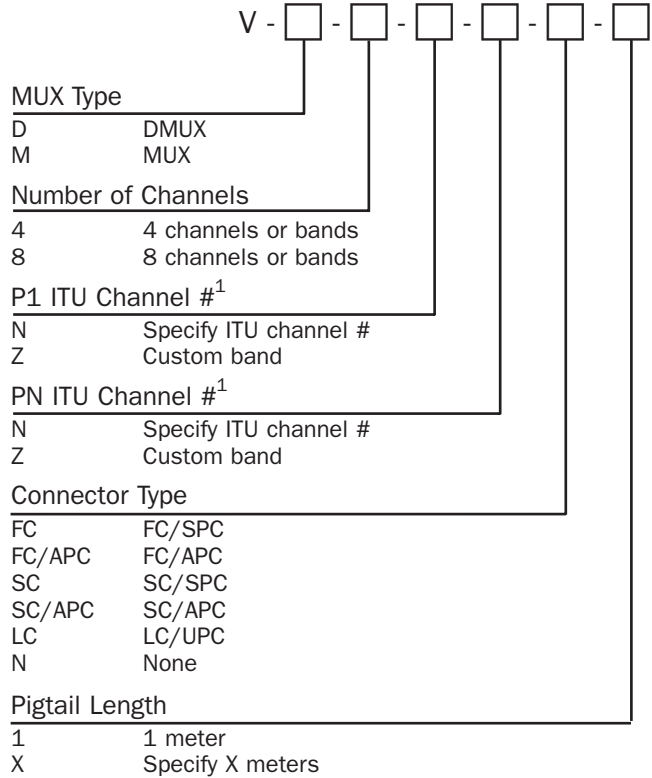 V - - - - - -
MUX Type
D DMUX
M MUX
Number of Channels
4 4 channels or bands
8 8 channels or bands
P1 ITU Channel #1
N Specify ITU channel #
Z Custom band
PN ITU Channel #1
N Specify ITU channel #
Z Custom band
Connector Type
FC FC/SPC
FC/APC FC/APC
SC SC/SPC
SC/APC SC/APC
LC LC/UPC
N None
Pigtail Length
1 1 meter
X Specify X meters